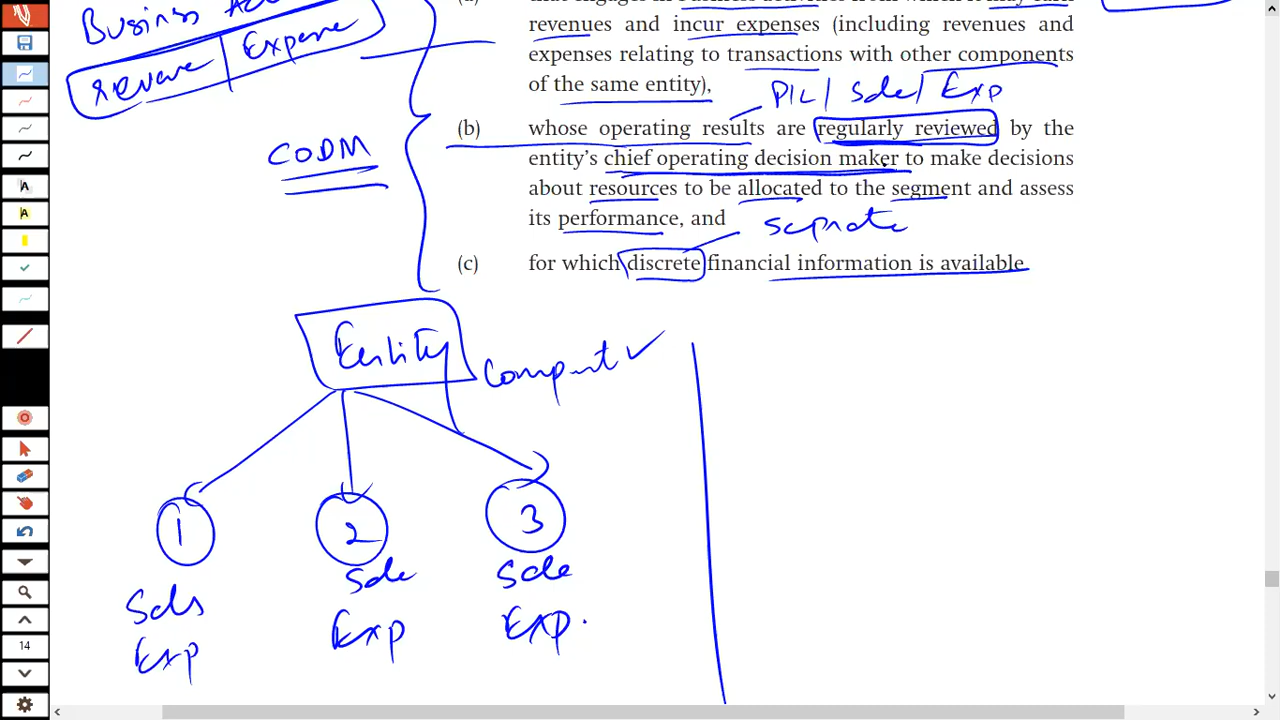 Business
Revenue | Expense
revenues and incur expenses (including revenues and
expenses relating to transactions with other components
of the same entity),
P/L / Sale / Exp
(b) whose operating results are regularly reviewed by the
entity's chief operating decision maker to make decisions
about resources to be allocated to the segment and assess
its performance, and
CODM
seprate
(c) for which discrete financial information is available
Entity
✓
1 2 3
Sale Sale
Exp Exp Exp.
A
A
14